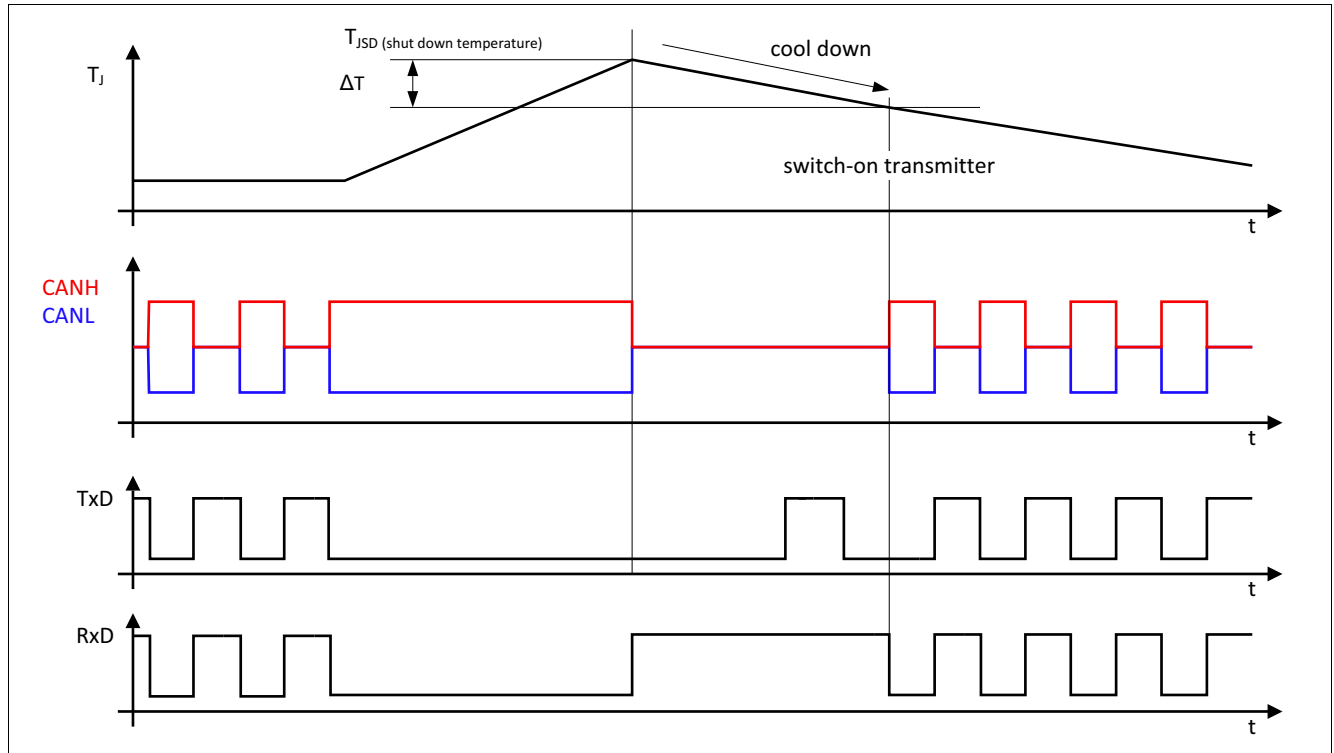 TJSD (shut down temperature)
cool down
TJ
ΔT
switch-on transmitter
t
CANH
CANL
t
TxD
t
RxD
t